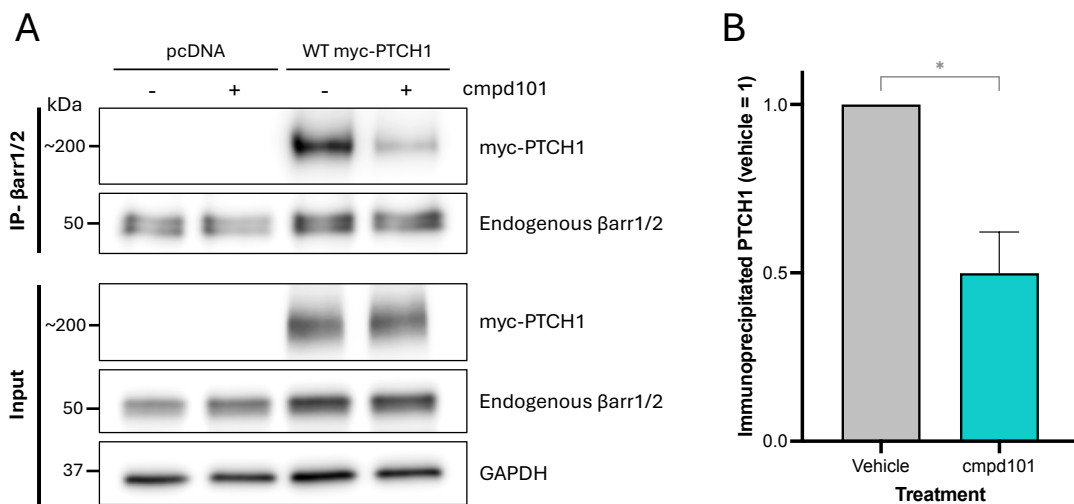 A
pcDNA
WT myc-PTCH1
- + - + cmpd101
kDa
IP- βarr1/2
~200
myc-PTCH1
50
Endogenous βarr1/2
Input
~200
myc-PTCH1
50
Endogenous βarr1/2
37
GAPDH
B
*
Immunoprecipitated PTCH1 (vehicle = 1)
1.0
0.5
0.0
Vehicle
cmpd101
Treatment